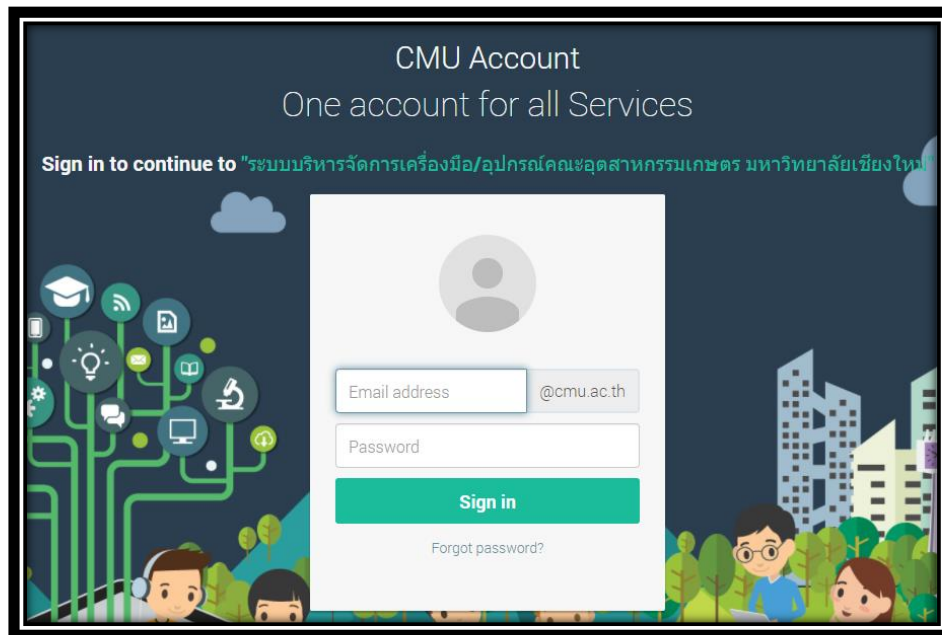 CMU Account
One account for all Services
Sign in to continue to "ระบบบริหารจัดการเครื่องมือ/อุปกรณ์คณะอุตสาหกรรมเกษตร มหาวิทยาลัยเชียงใหม่"
Email address @cmu.ac.th
Password
Sign in
Forgot password?